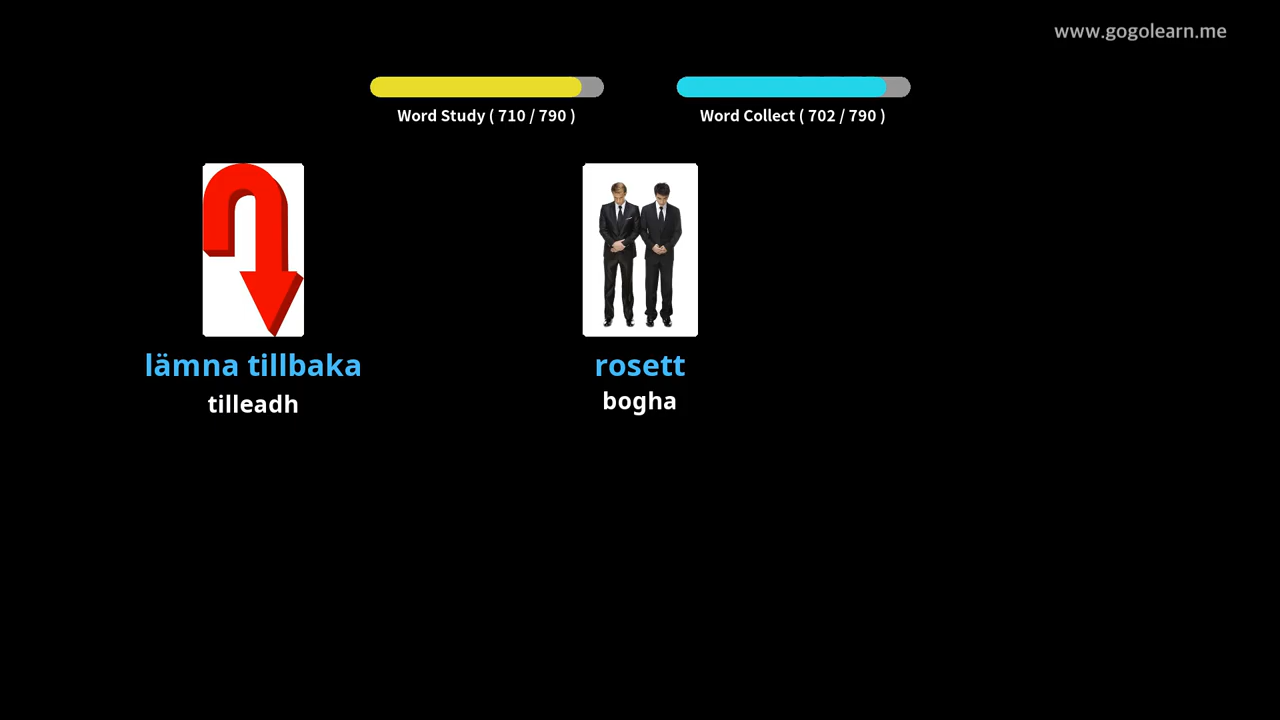 www.gogolearn.me
Word Study ( 710 / 790 )
Word Collect ( 702 / 790 )
lämna tillbaka
tilleadh
rosett
bogha